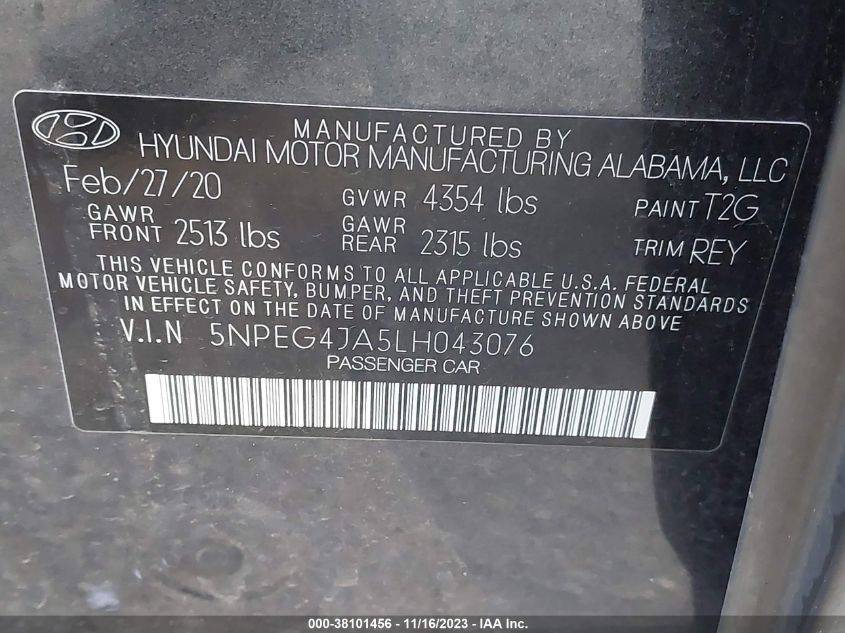 MANUFACTURED BY
HYUNDAI MOTOR MANUFACTURING ALABAMA, LLC
Feb/27/20 GVWR 4354 lbs PAINT T2G
GAWR FRONT 2513 lbs GAWR REAR 2315 lbs TRIM REY
THIS VEHICLE CONFORMS TO ALL APPLICABLE U.S.A. FEDERAL
MOTOR VEHICLE SAFETY, BUMPER, AND THEFT PREVENTION STANDARDS
IN EFFECT ON THE DATE OF MANUFACTURE SHOWN ABOVE.
V.I.N 5NPEG4JA5LH043076
PASSENGER CAR
000-38101456 - 11/16/2023 - IAA Inc.